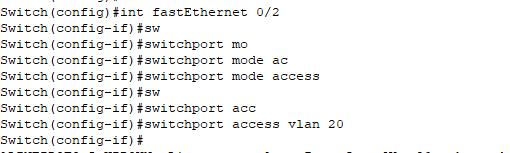 Switch(config)#int fastEthernet 0/2
Switch(config-if)#sw
Switch(config-if)#switchport mo
Switch(config-if)#switchport mode ac
Switch(config-if)#switchport mode access
Switch(config-if)#sw
Switch(config-if)#switchport acc
Switch(config-if)#switchport access vlan 20
Switch(config-if)#